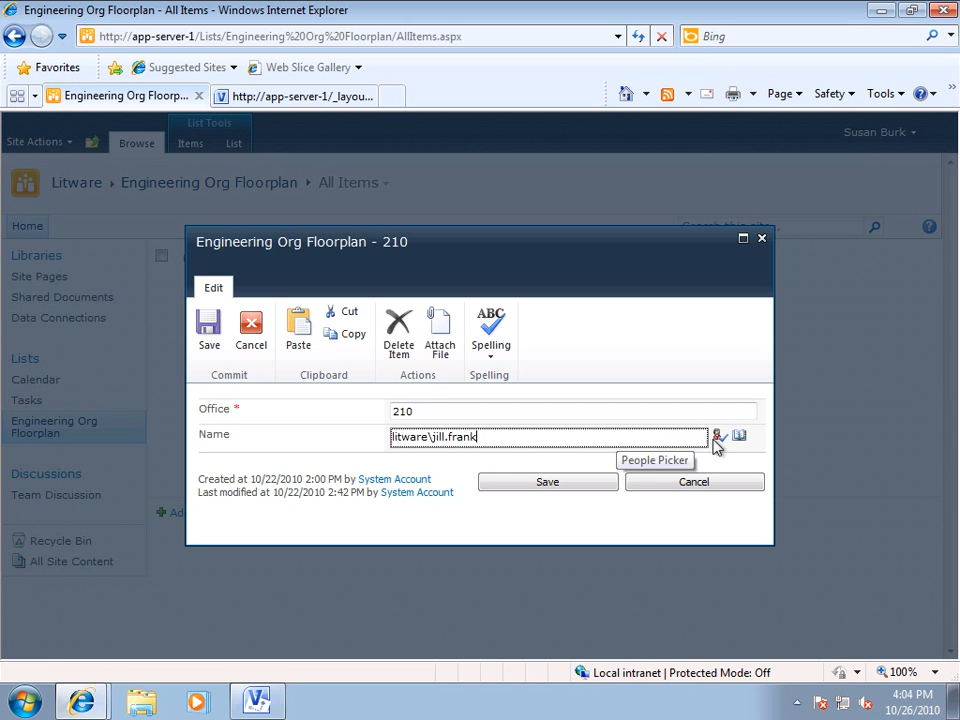 Engineering Org Floorplan - All Items - Windows Internet Explorer
http://app-server-1/Lists/Engineering%20Org%20Floorplan/AllItems.aspx
Bing
Favorites
Suggested Sites
Web Slice Gallery
Engineering Org Floorp...
http://app-server-1/_layou...
Page
Safety
Tools
List Tools
Site Actions
Browse
Items
List
Susan Burk
Litware
Engineering Org Floorplan
All Items
Home
Search this site...
Libraries
Site Pages
Shared Documents
Data Connections
Lists
Calendar
Tasks
Engineering Org
Floorplan
Discussions
Team Discussion
Recycle Bin
All Site Content
Ad
Engineering Org Floorplan - 210
Edit
Save
Cancel
Paste
Cut
Copy
Delete
Item
Attach
File
ABC
Spelling
Commit
Clipboard
Actions
Spelling
Office *
210
Name
litware\jill.frank
People Picker
Created at 10/22/2010 2:00 PM by System Account
Last modified at 10/22/2010 2:42 PM by System Account
Save
Cancel
Local intranet | Protected Mode: Off
100%
4:04 PM
10/26/2010